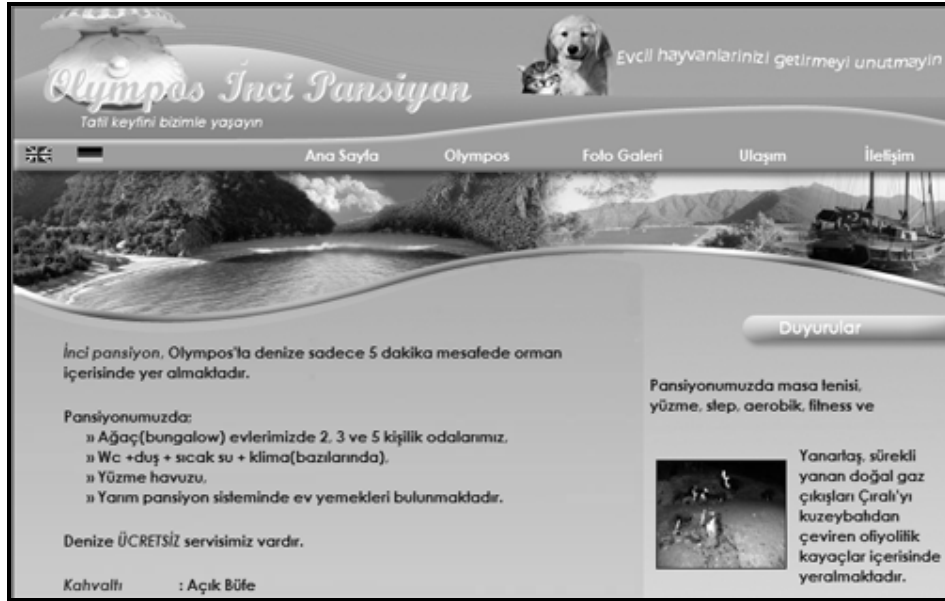 Olympos İnci Pansiyon
Tatil keyfini bizimle yaşayın
Evcil hayvanlarinizi getirmeyi unutmayin
Ana Sayfa Olympos Foto Galeri Ulaşım İletişim
İnci pansiyon, Olympos'ta denize sadece 5 dakika mesafede orman
içerisinde yer almaktadır.
Pansiyonumuzda;
» Ağaç(bungalow) evlerimizde 2, 3 ve 5 kişilik odalarımız,
» Wc +duş + sıcak su + klima(bazılarında),
» Yüzme havuzu,
» Yarım pansiyon sisteminde ev yemekleri bulunmaktadır.
Denize ÜCRETSİZ servisimiz vardır.
Kahvaltı : Açık Büfe
Duyurular
Pansiyonumuzda masa tenisi,
yüzme, step, aerobik, fitness ve
Yanartaş, sürekli
yanan doğal gaz
çıkışları Çıralı'yı
kuzeybatıdan
çeviren ofiyolitik
kayaçlar içerisinde
yeralmaktadır.